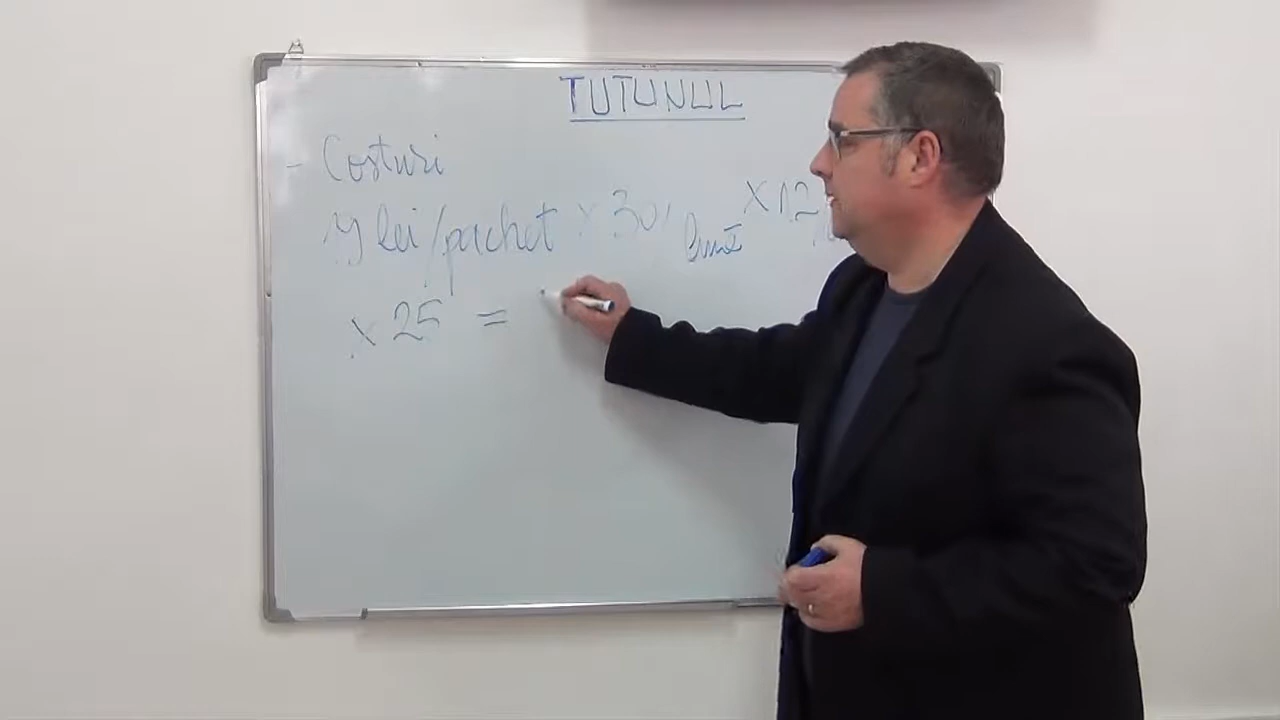 TUTUNUL
- Costuri
lei/pachet x 30/ lună x 12
x 25 =